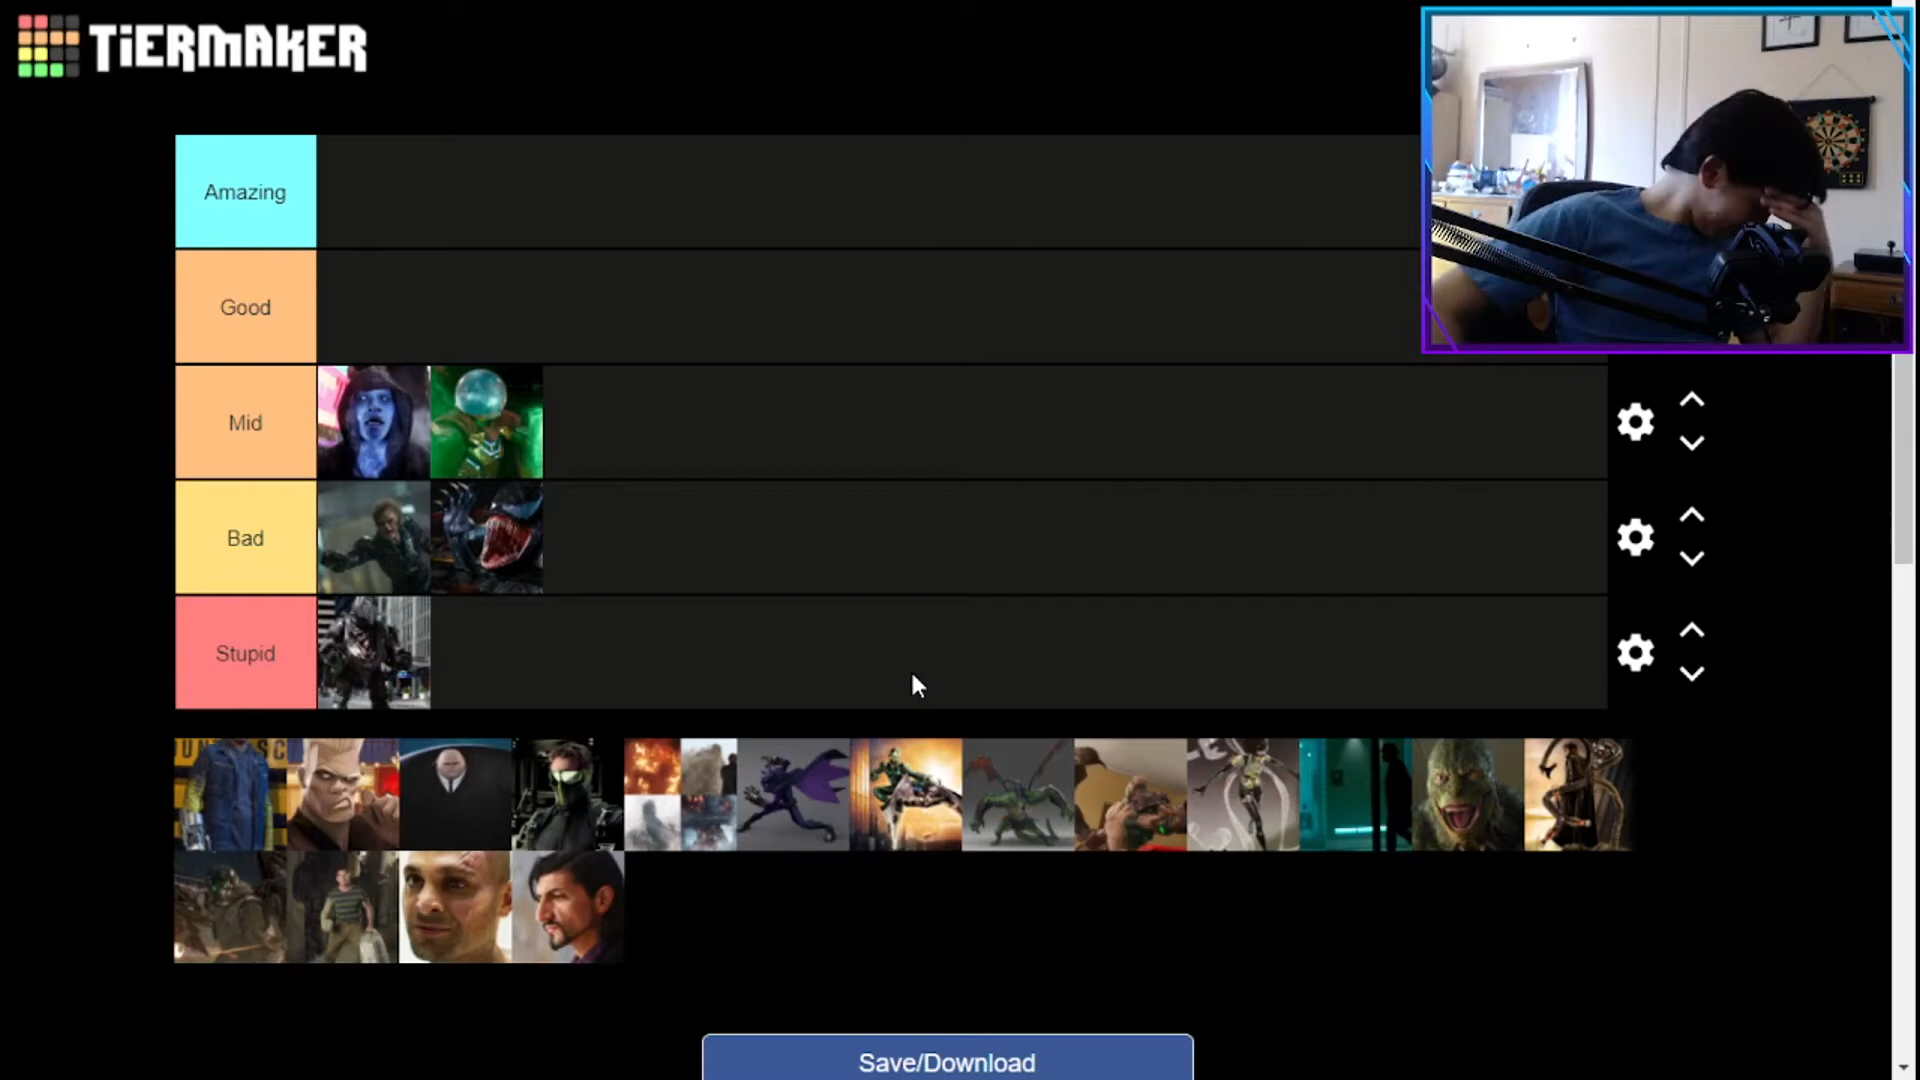 TiERMAKER
Amazing
Good
Mid
Bad
Stupid
Save/Download